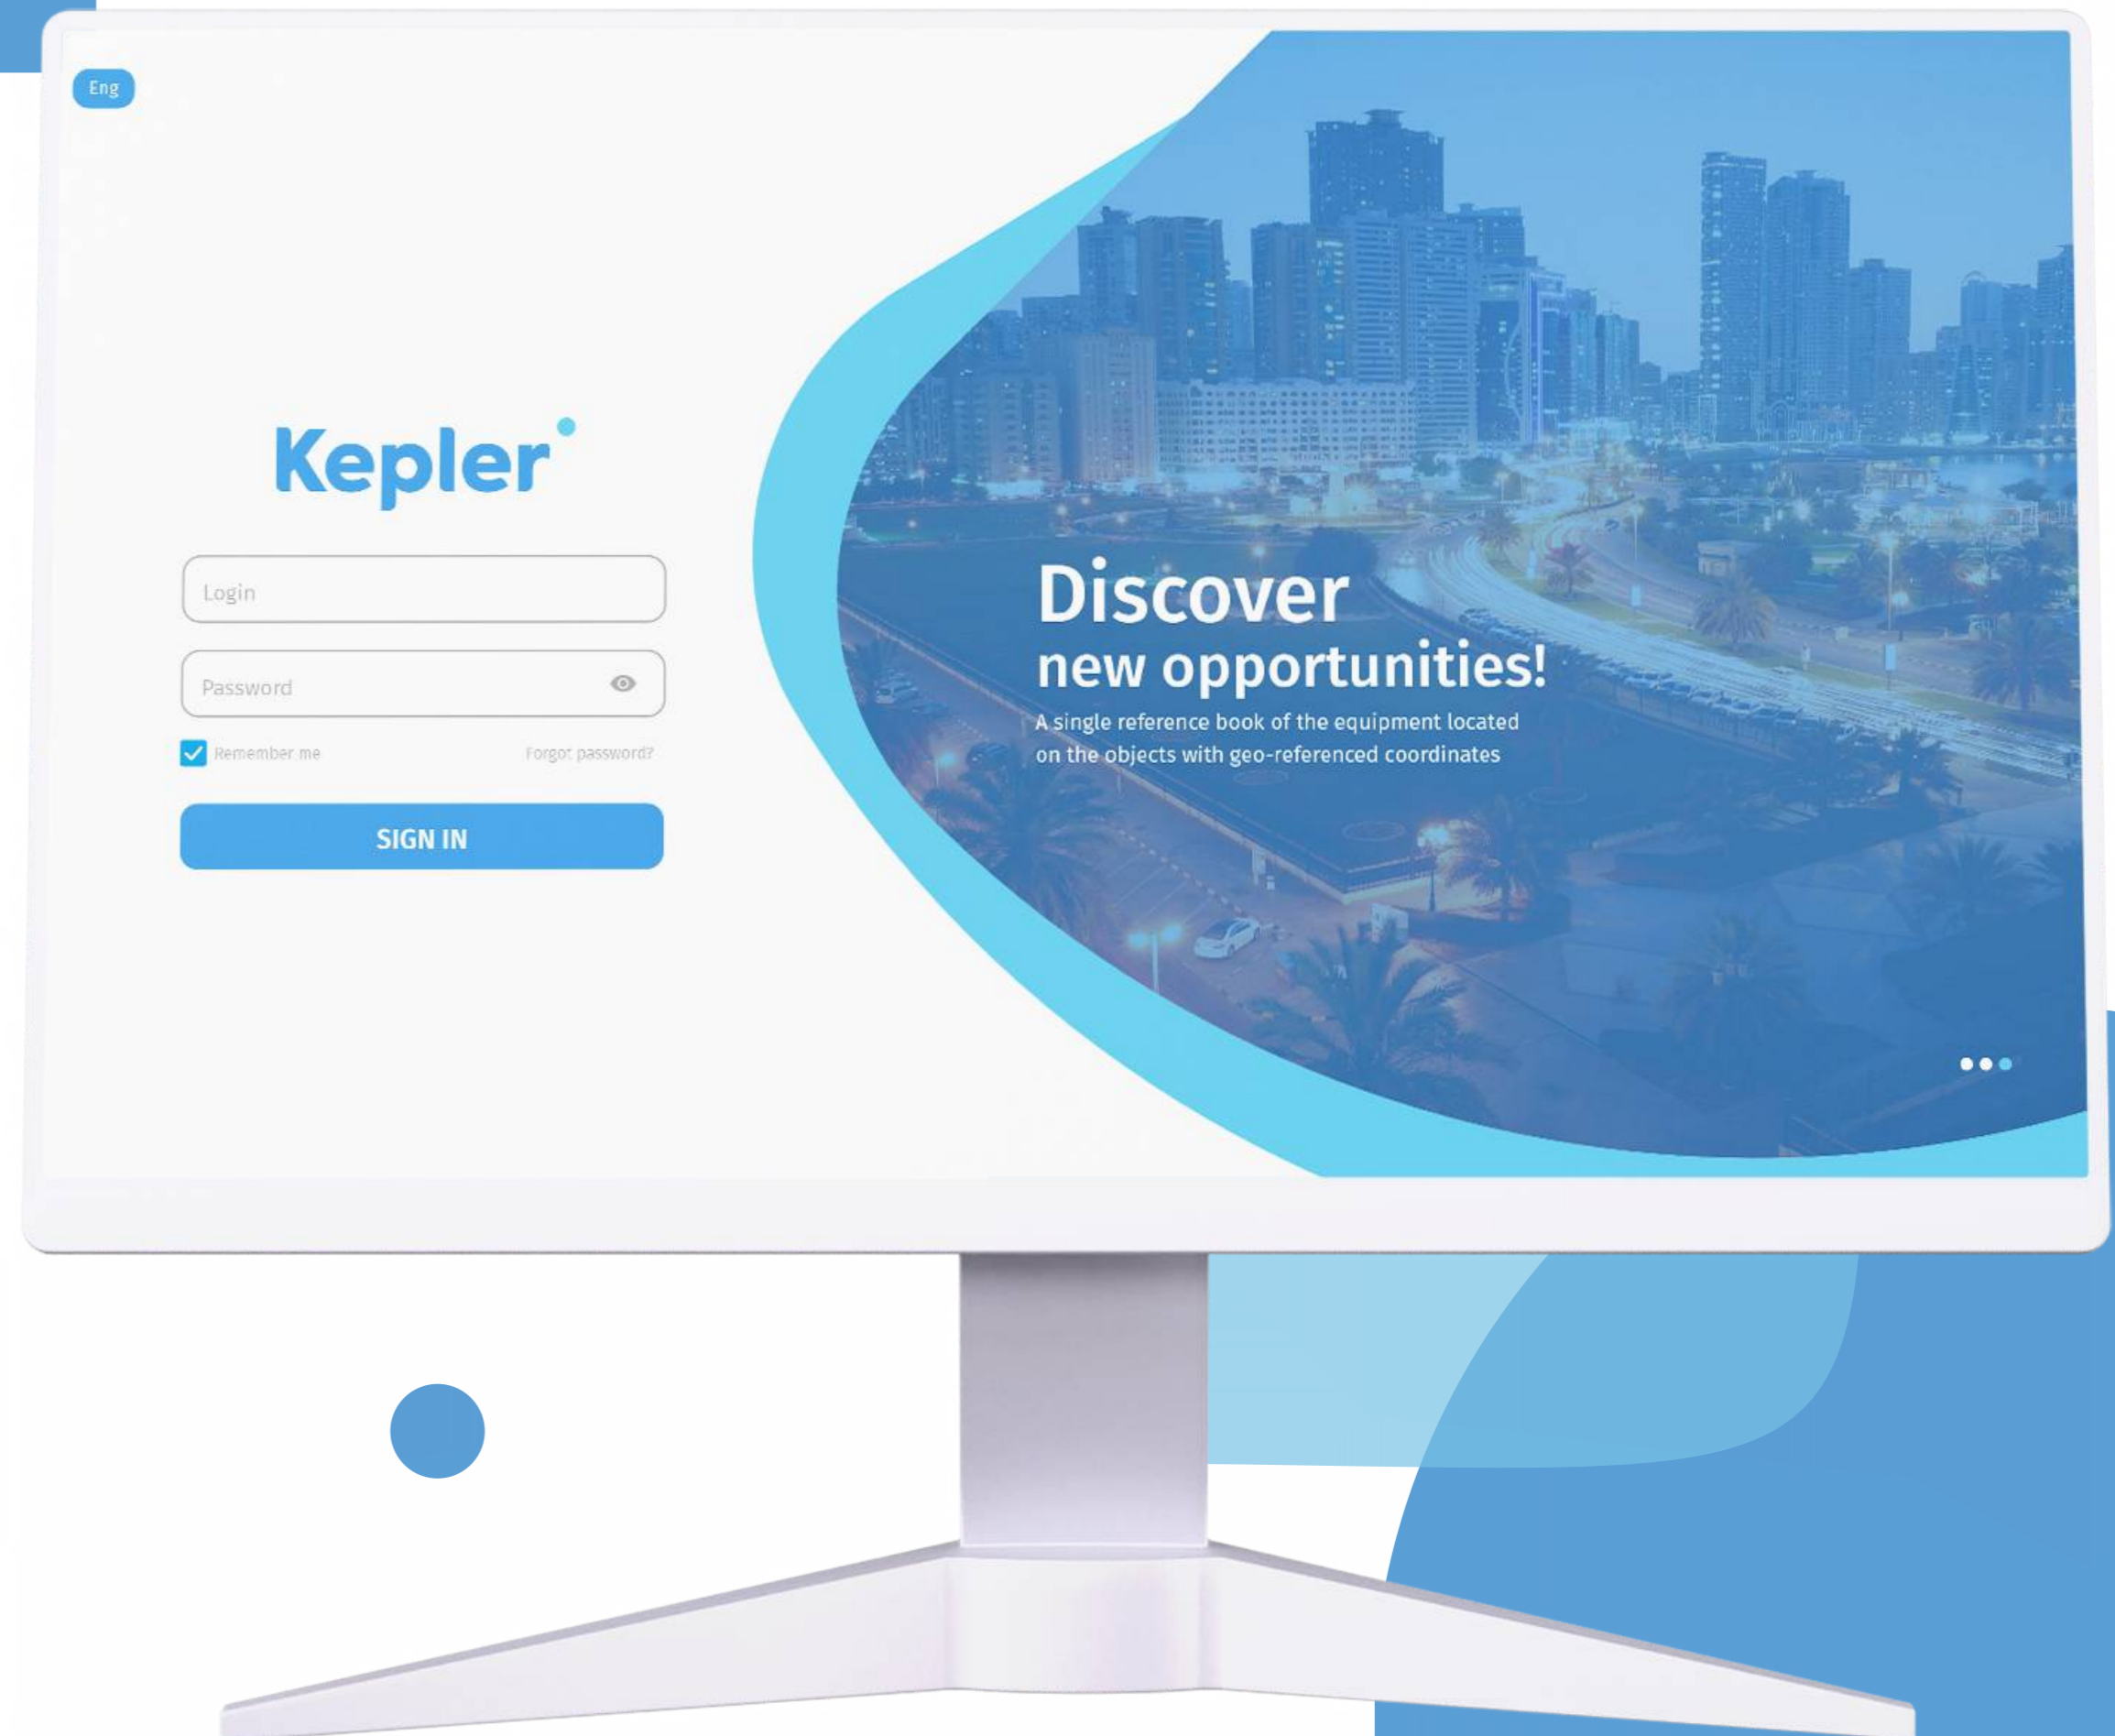 Eng
Kepler
Login
Password
Remember me
Forgot password?
SIGN IN
Discover
new opportunities!
A single reference book of the equipment located
on the objects with geo-referenced coordinates